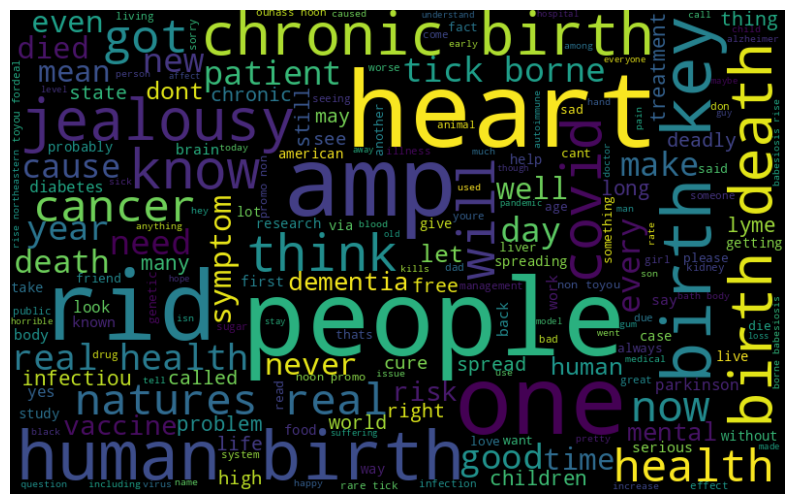 ounass noon
living
caused
understand
hospital
even
got
chronic birth
sorry
come
fact
call
among
thing
child
alzheimer
everyone
died
new
patient
tick borne
early
treatment
key
maybe
mean
dont
chronic
still
state
may
worse
heart
person
affect
level
seeing
another
sad
hand
don
guy
jealousy
see
animal
autoimmune
pain
deadly
probably
brain
today
american
away
illness
much
cant
covid
doctor
make
said
know
cause
sick
promo non
help
though
diabetes
amp
used
well
long
someone
cancer
hey
lot
research
via
blood
youre
pandemic
age
man
lyme
anything
give
old
something
rate
getting
year
symptom
will
day
every
birth death
birth
need
think
let
liver
girl
please
death
many
first
spreading
work
son
kidney
friend
genetic
dad
kills
management
take
hope
dementia
free
non toyou
say
bath body
rid
people
public
look
isn
stay
model
went
gum
due
die
horrible
known
sugar
thats
back
bad
case
loss
body
drug
use
always
medical
real health
never
cure
spread
human
live
infectiou
called
noon promo
issue
great
parkinson
yes
tell
read
risk
one
now
study
natures real
right
black
suffering
vaccine
problem
food
world
love
want
mental
without
human birth
life
pretty
good
time
serious
made
system
way
children
health
high
question
including
virus
name
happy
rare tick
infection
increase
effect
rise northeastern
toyou fordeal
babesiosis rise
borne babesiosis